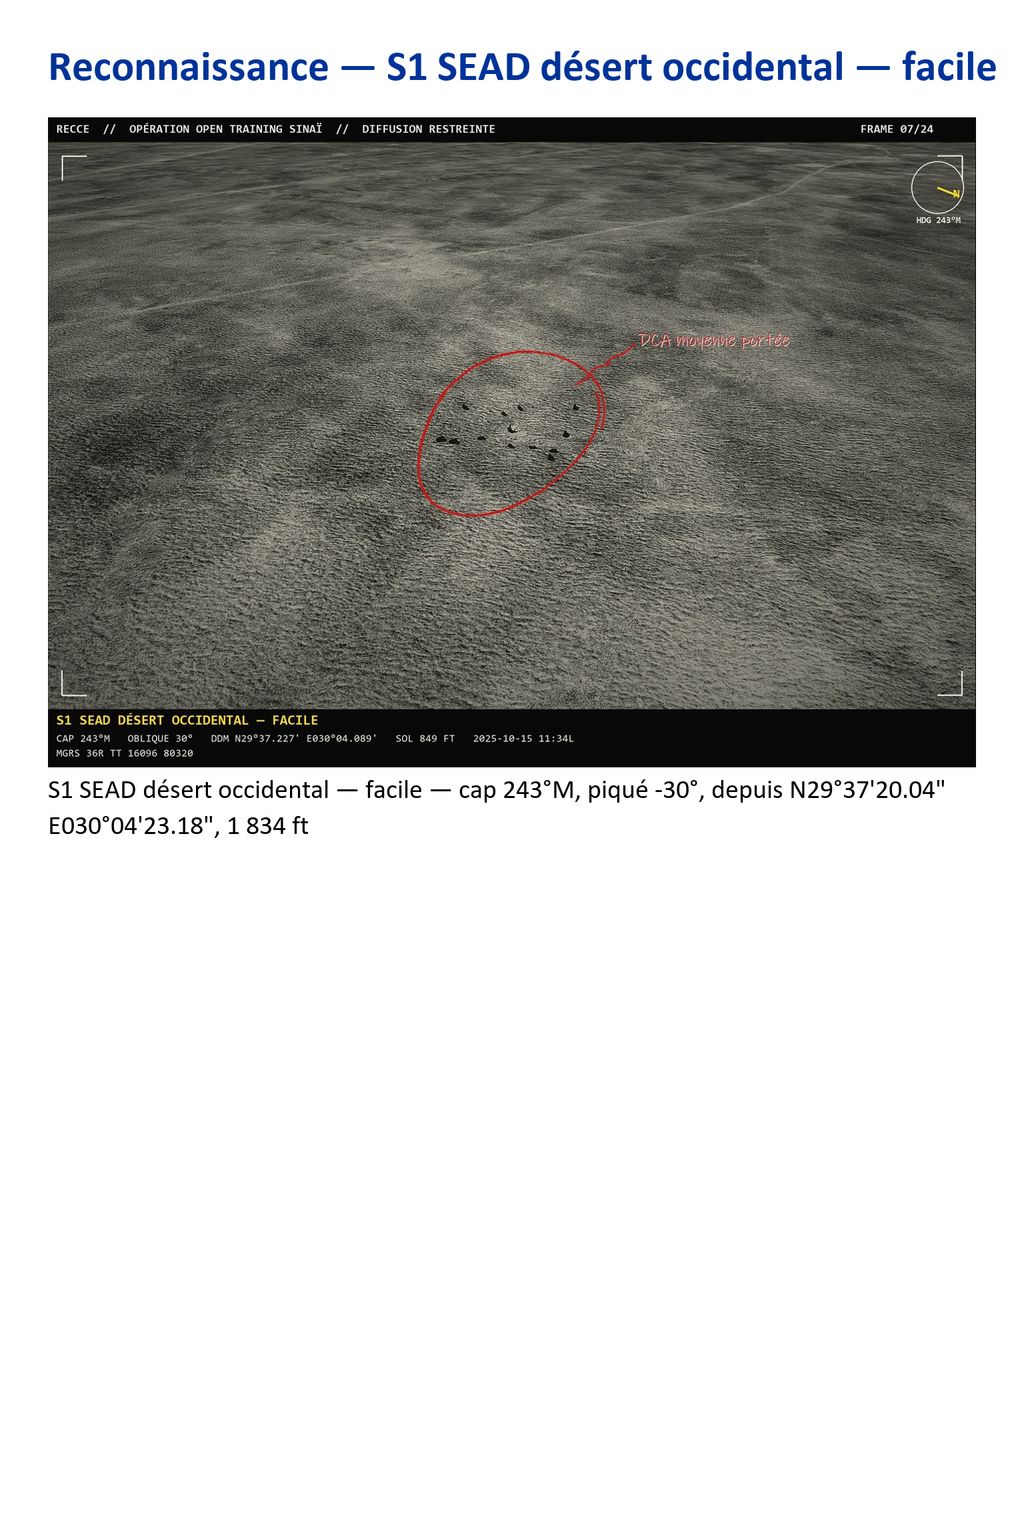 Reconnaissance — S1 SEAD désert occidental — facile
RECCE // OPÉRATION OPEN TRAINING SINAÏ // DIFFUSION RESTREINTE FRAME 07/24
N
HDG 243°M
DCA moyenne portée
S1 SEAD DÉSERT OCCIDENTAL — FACILE
CAP 243°M OBLIQUE 30° DDM N29°37.227' E030°04.089' SOL 849 FT 2025-10-15 11:34L
MGRS 36R TT 16096 80320
S1 SEAD désert occidental — facile — cap 243°M, piqué -30°, depuis N29°37'20.04"
E030°04'23.18", 1 834 ft